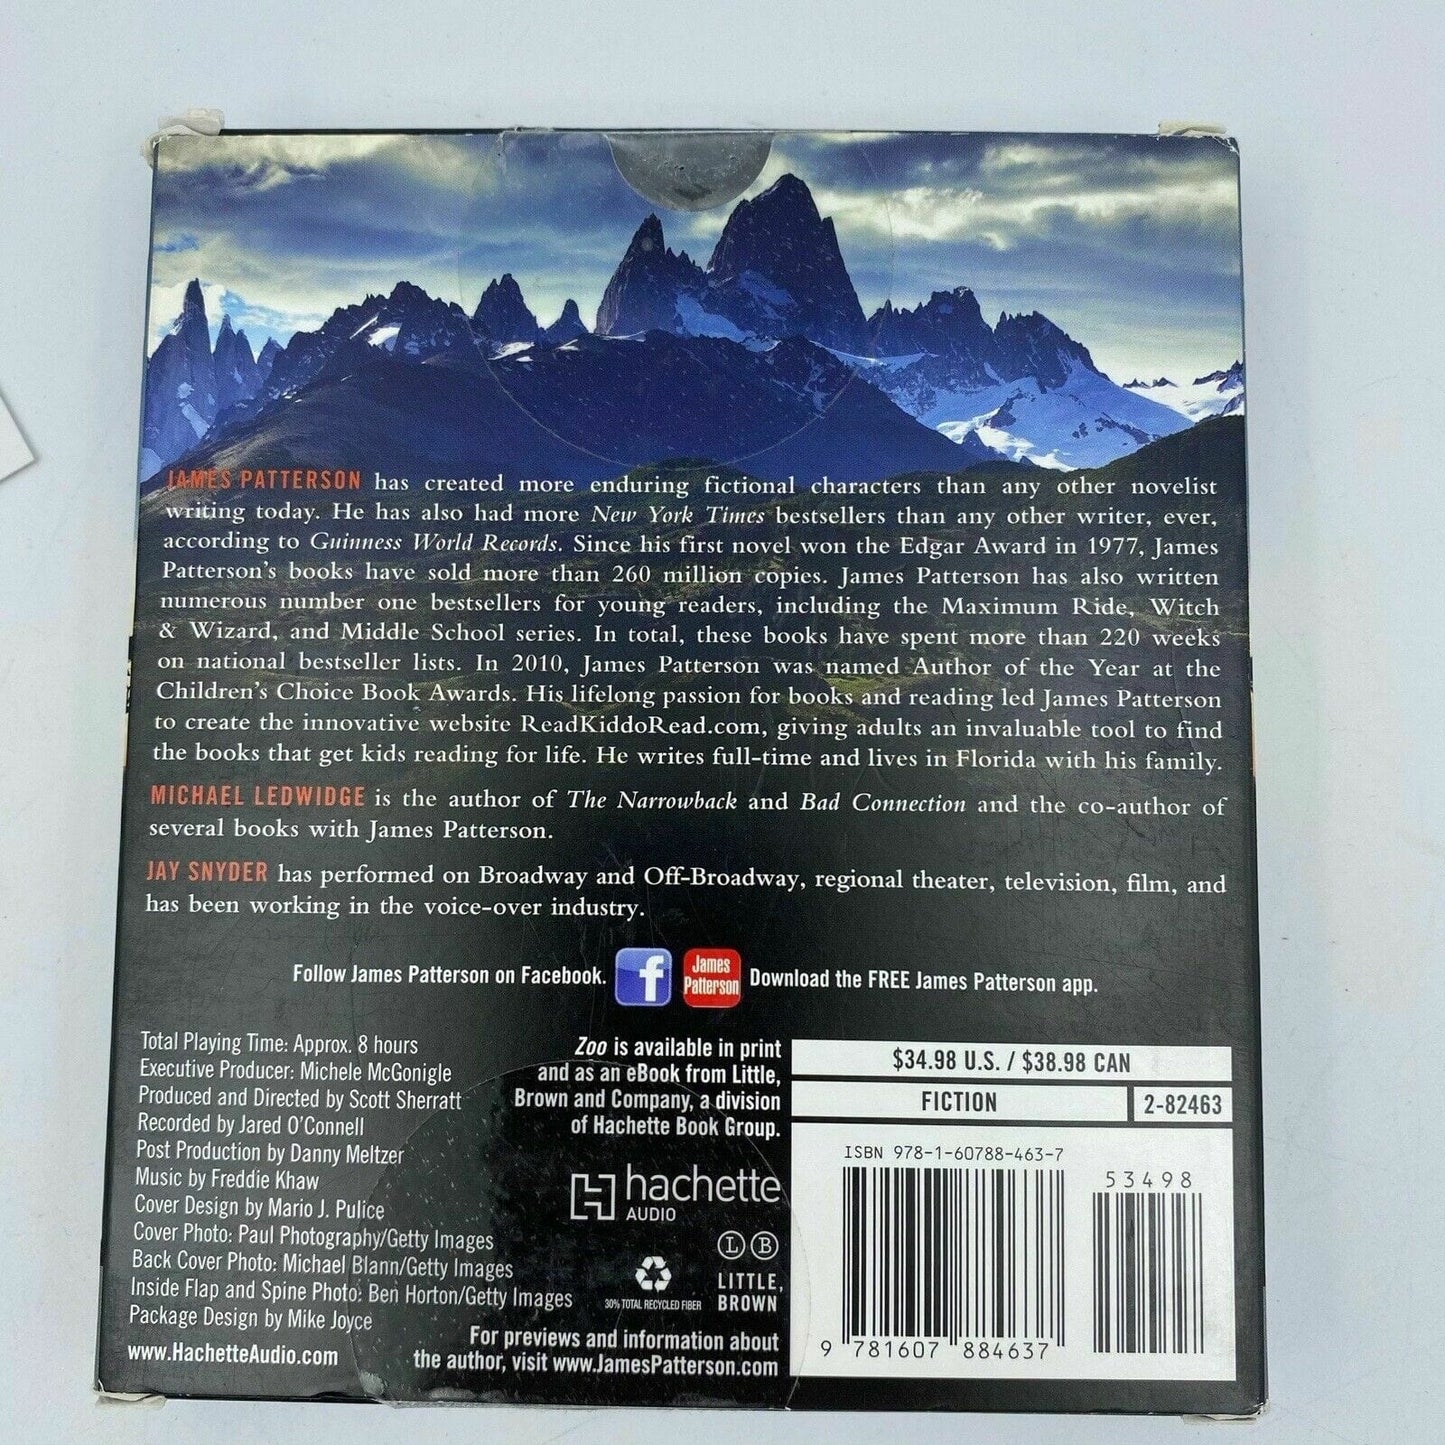 JAMES PATTERSON has created more enduring fictional characters than any other novelist
writing today. He has also had more New York Times bestsellers than any other writer, ever,
according to Guinness World Records. Since his first novel won the Edgar Award in 1977, James
Patterson's books have sold more than 260 million copies. James Patterson has also written
numerous number one bestsellers for young readers, including the Maximum Ride, Witch
& Wizard, and Middle School series. In total, these books have spent more than 220 weeks
on national bestseller lists. In 2010, James Patterson was named Author of the Year at the
Children's Choice Book Awards. His lifelong passion for books and reading led James Patterson
to create the innovative website ReadKiddoRead.com, giving adults an invaluable tool to find
the books that get kids reading for life. He writes full-time and lives in Florida with his family.
MICHAEL LEDWIDGE is the author of The Narrowback and Bad Connection and the co-author of
several books with James Patterson.
JAY SNYDER has performed on Broadway and Off-Broadway, regional theater, television, film, and
has been working in the voice-over industry.
Follow James Patterson on Facebook.
f
James
Patterson
Download the FREE James Patterson app.
Total Playing Time: Approx. 8 hours
Executive Producer: Michele McGonigle
Produced and Directed by Scott Sherratt
Recorded by Jared O'Connell
Post Production by Danny Meltzer
Music by Freddie Khaw
Cover Design by Mario J. Pulice
Cover Photo: Paul Photography/Getty Images
Back Cover Photo: Michael Blann/Getty Images
Inside Flap and Spine Photo: Ben Horton/Getty Images
Package Design by Mike Joyce
www.HachetteAudio.com
Zoo is available in print
and as an eBook from Little,
Brown and Company, a division
of Hachette Book Group.
hachette
AUDIO
L B
LITTLE,
BROWN
30% TOTAL RECYCLED FIBER
For previews and information about
the author, visit www.JamesPatterson.com
$34.98 U.S. / $38.98 CAN
FICTION
2-82463
ISBN 978-1-60788-463-7
53498
9 781607 884637